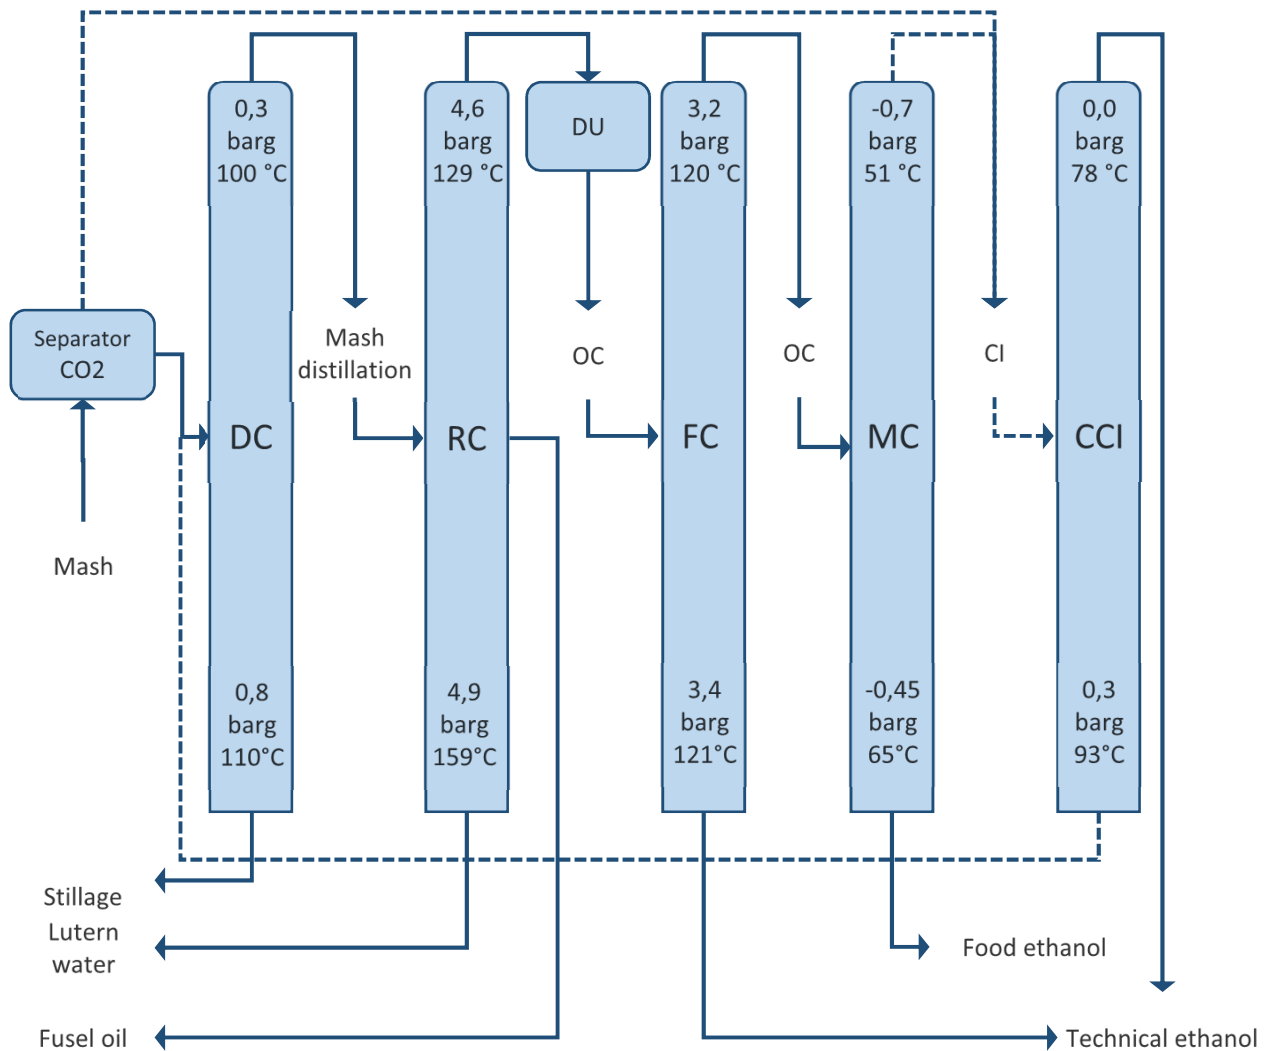 0,3
barg
100 °C
4,6
barg
129 °C
DU
3,2
barg
120 °C
-0,7
barg
51 °C
0,0
barg
78 °C
Separator
CO2
Mash
distillation
OC
OC
CI
DC
RC
FC
MC
CCI
Mash
0,8
barg
110°C
4,9
barg
159°C
3,4
barg
121°C
-0,45
barg
65°C
0,3
barg
93°C
Stillage
Lutern
water
Food ethanol
Fusel oil
Technical ethanol